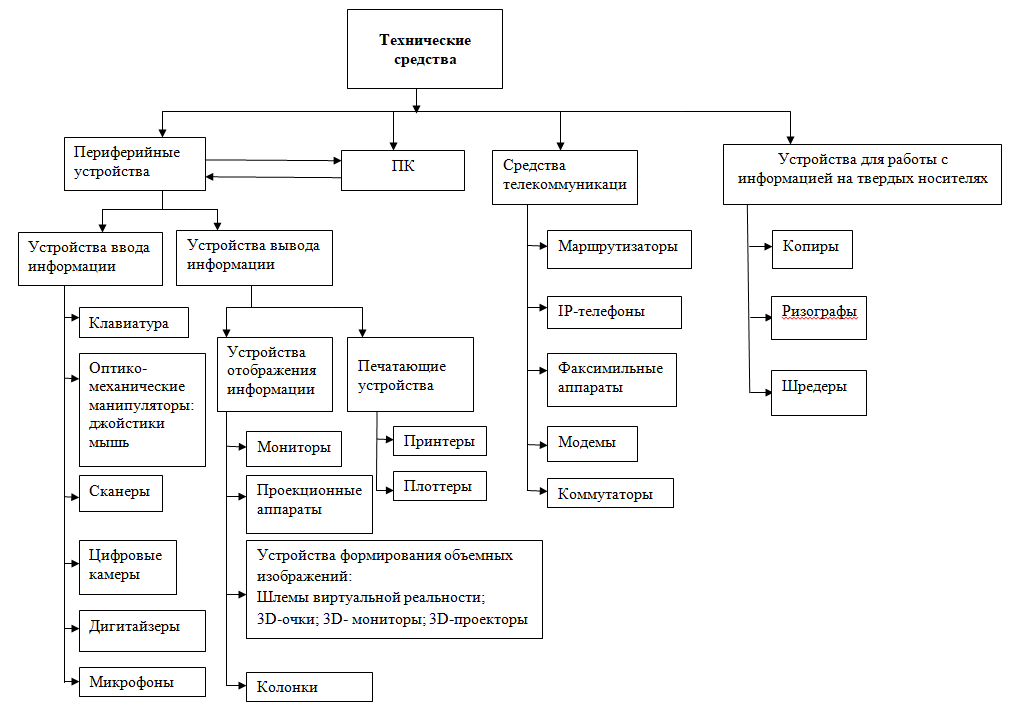 Технические
средства
Периферийные
устройства
ПК
Средства
телекоммуникаци
Устройства для работы с
информацией на твердых носителях
Устройства ввода
информации
Устройства вывода
информации
Клавиатура
Оптико-
механические
манипуляторы:
джойстики
мышь
Сканеры
Цифровые
камеры
Дигитайзеры
Микрофоны
Устройства
отображения
информации
Печатающие
устройства
Мониторы
Проекционные
аппараты
Устройства формирования объемных
изображений:
Шлемы виртуальной реальности;
3D-очки; 3D- мониторы; 3D-проекторы
Колонки
Принтеры
Плоттеры
Маршрутизаторы
IP-телефоны
Факсимильные
аппараты
Модемы
Коммутаторы
Копиры
Ризографы
Шредеры